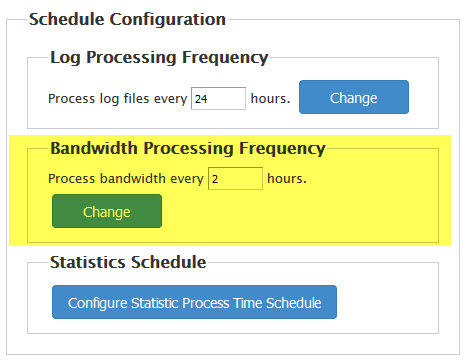 Schedule Configuration
Log Processing Frequency
Process log files every 24 hours. Change
Bandwidth Processing Frequency
Process bandwidth every 2 hours.
Change
Statistics Schedule
Configure Statistic Process Time Schedule